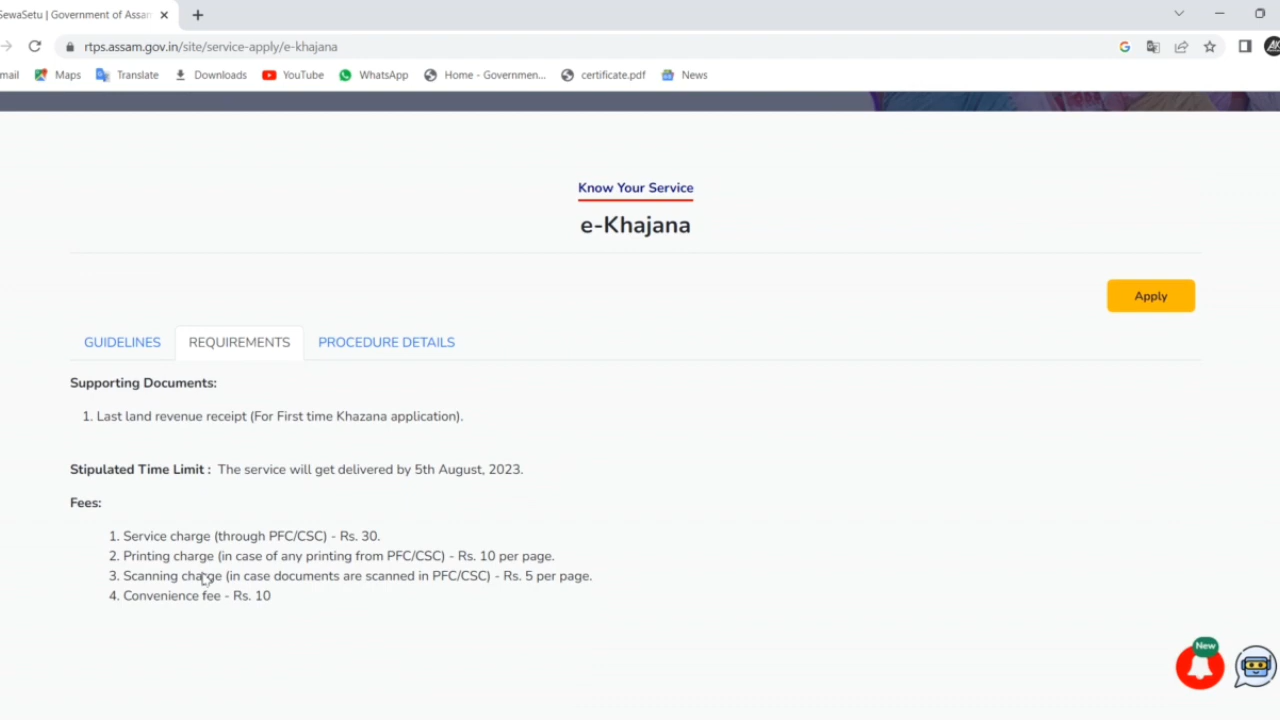 SewaSetu | Government of Assam
rtps.assam.gov.in/site/service-apply/e-khajana
mail Maps Translate Downloads YouTube WhatsApp Home - Governmen... certificate.pdf News
Know Your Service
e-Khajana
Apply
GUIDELINES REQUIREMENTS PROCEDURE DETAILS
Supporting Documents:
1. Last land revenue receipt (For First time Khazana application).
Stipulated Time Limit : The service will get delivered by 5th August, 2023.
Fees:
1. Service charge (through PFC/CSC) - Rs. 30.
2. Printing charge (in case of any printing from PFC/CSC) - Rs. 10 per page.
3. Scanning charge (in case documents are scanned in PFC/CSC) - Rs. 5 per page.
4. Convenience fee - Rs. 10
New